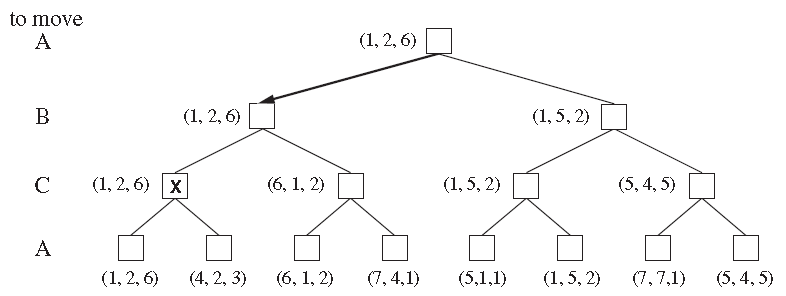 to move
A (1, 2, 6)
B (1, 2, 6) (1, 5, 2)
C (1, 2, 6) X (6, 1, 2) (1, 5, 2) (5, 4, 5)
A
(1, 2, 6) (4, 2, 3) (6, 1, 2) (7, 4,1) (5,1,1) (1, 5, 2) (7, 7,1) (5, 4, 5)